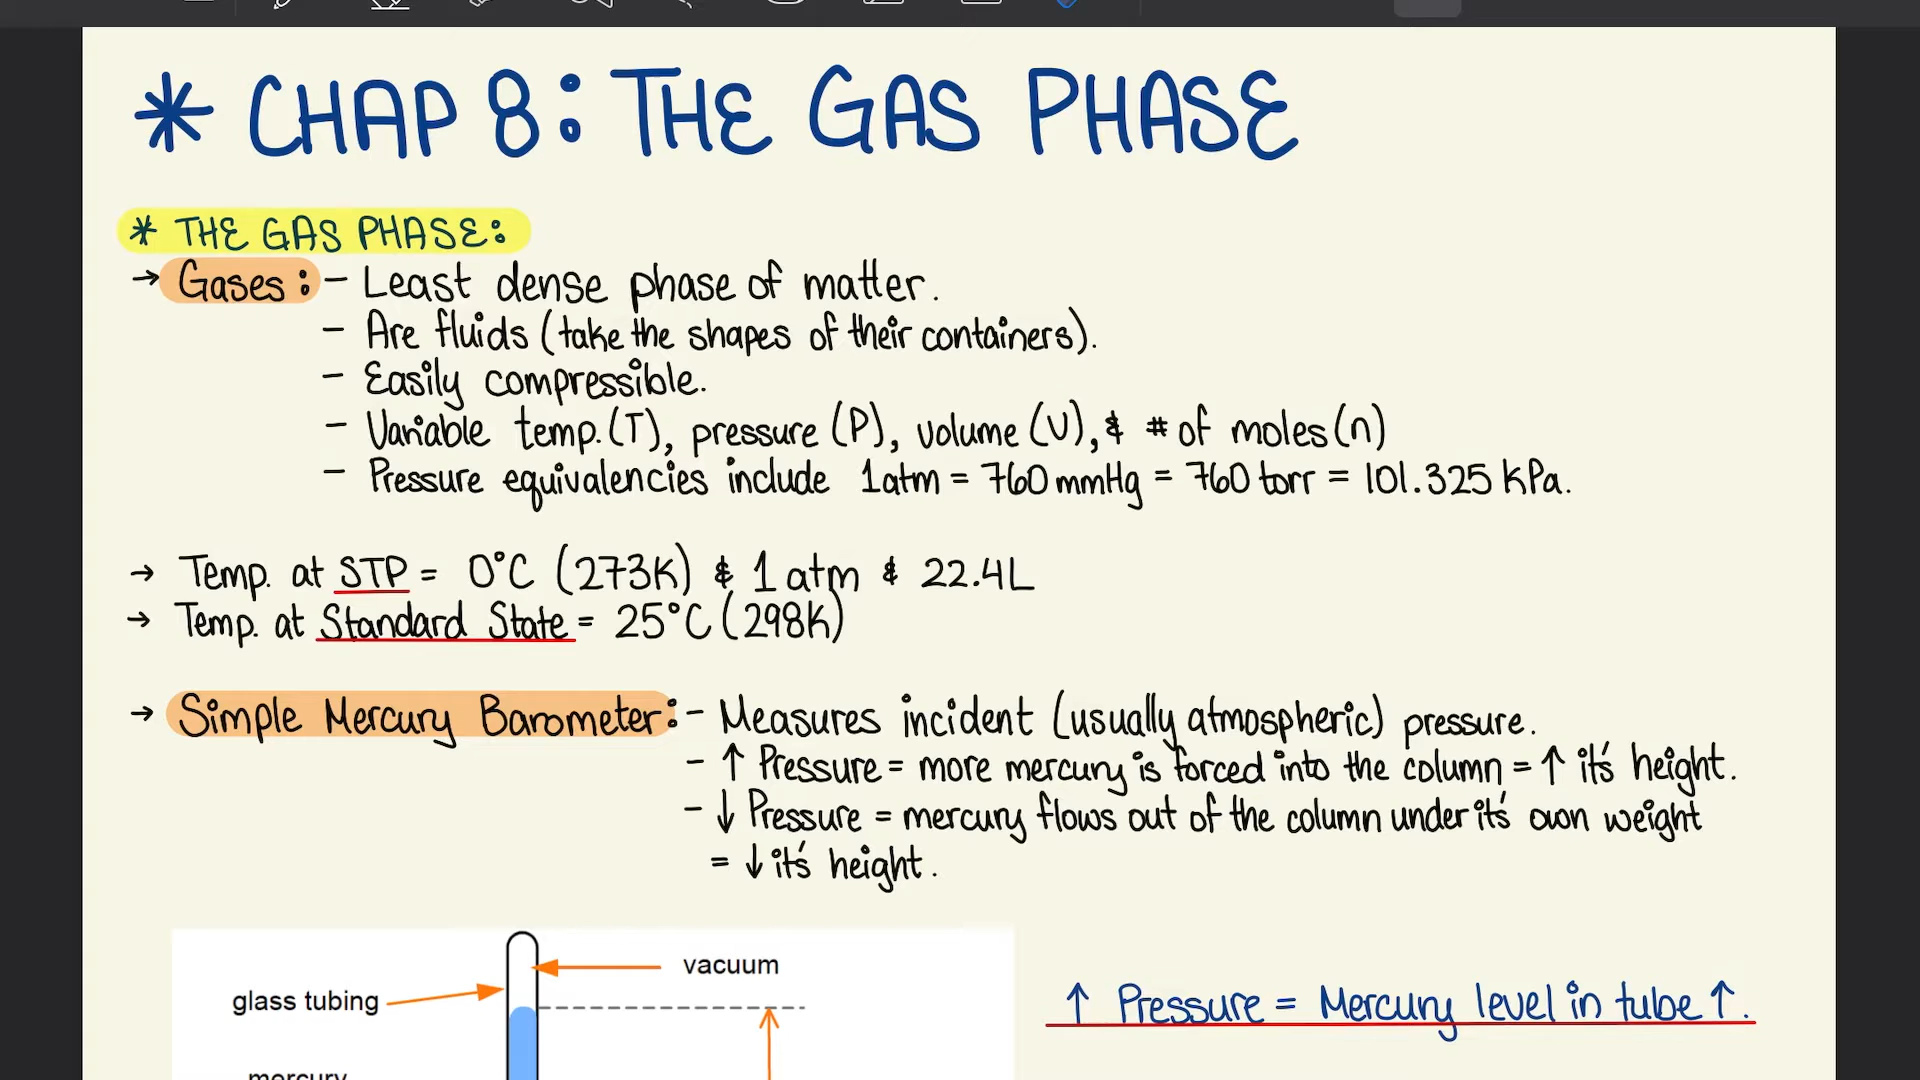 * CHAP 8: THE GAS PHASE
* THE GAS PHASE:
→ Gases: - Least dense phase of matter.
- Are fluids (take the shapes of their containers).
- Easily compressible.
- Variable temp. (T), pressure (P), volume (V), & # of moles (n)
- Pressure equivalencies include 1atm = 760 mmHg = 760 torr = 101.325 kPa.
→ Temp. at STP = 0°C (273K) & 1 atm & 22.4L
→ Temp. at Standard State = 25°C (298K)
→ Simple Mercury Barometer: - Measures incident (usually atmospheric) pressure.
- ↑ Pressure = more mercury is forced into the column = ↑ it's height.
- ↓ Pressure = mercury flows out of the column under it's own weight
= ↓ it's height.
vacuum
glass tubing
↑ Pressure = Mercury level in tube ↑.
mercury